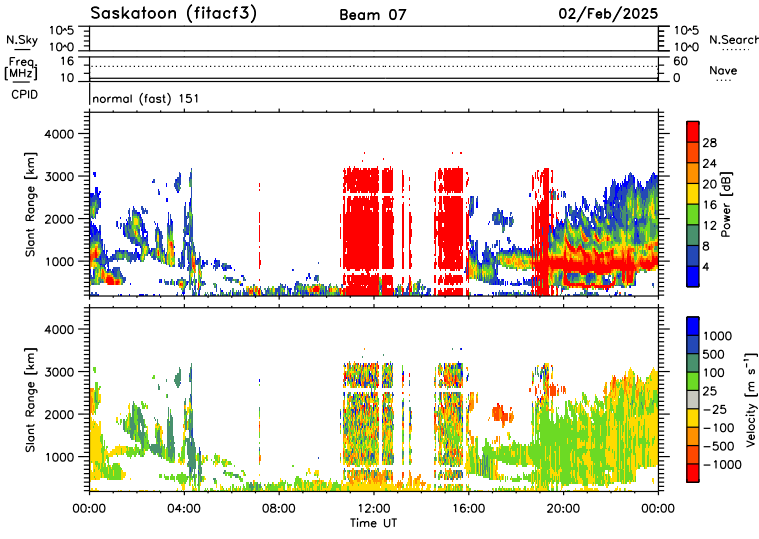 Saskatoon (fitacf3) Beam 07 02/Feb/2025
N.Sky 10^5 10^5 N.Search
10^0 10^0
Freq. 16 60
[MHz] 10 0 Nave
CPID normal (fast) 151
Slant Range [km]
4000
3000
2000
1000
Power [dB]
28
24
20
16
12
8
4
Slant Range [km]
4000
3000
2000
1000
Velocity [m s⁻¹]
1000
500
100
25
−25
−100
−500
−1000
00:00 04:00 08:00 12:00 16:00 20:00 00:00
Time UT